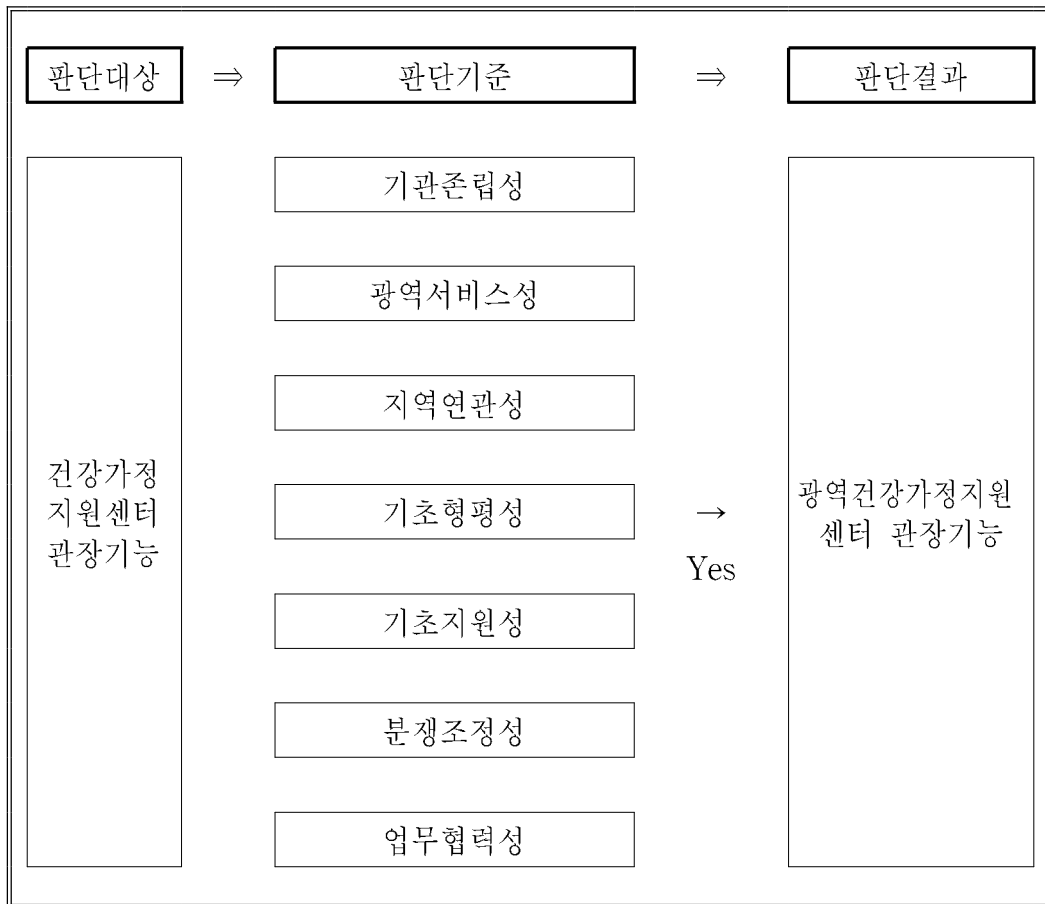 판단대상 ⇒ 판단기준 ⇒ 판단결과
기관존립성
광역서비스성
지역연관성
건강가정
지원센터
관장기능
기초형평성
→
Yes
광역건강가정지원
센터 관장기능
기초지원성
분쟁조정성
업무협력성